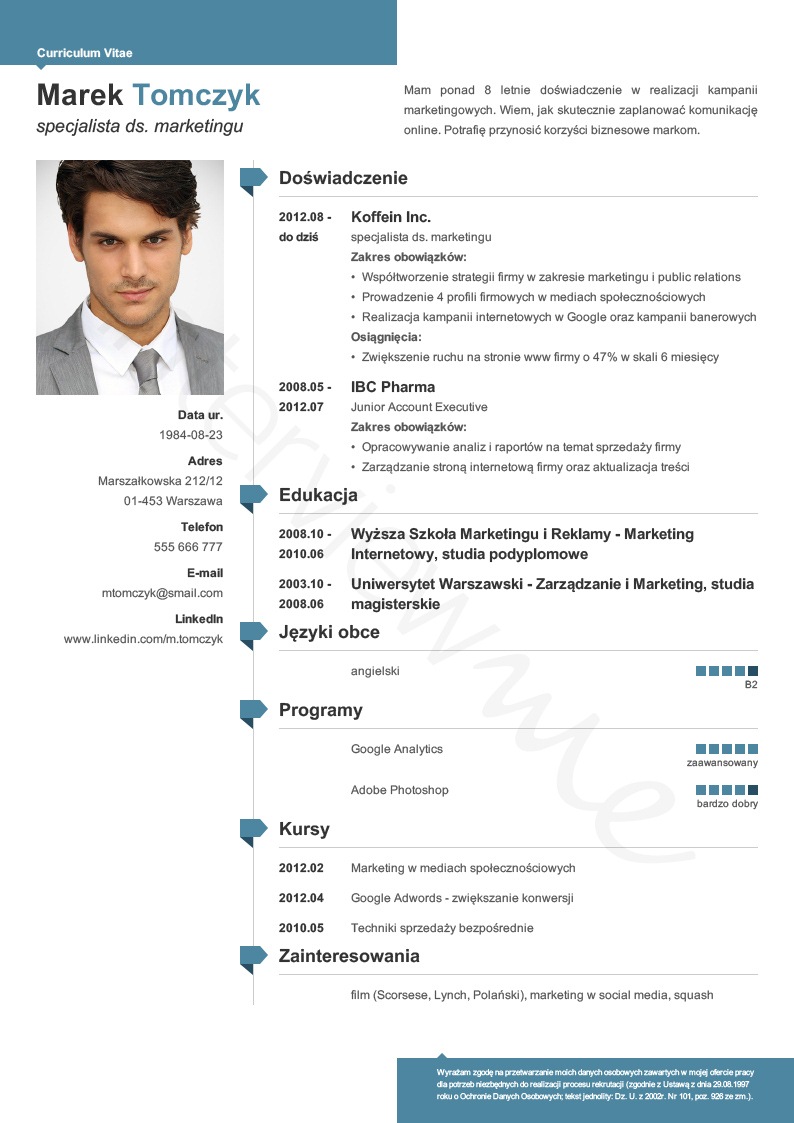 Curriculum Vitae
Marek Tomczyk
specjalista ds. marketingu
Mam ponad 8 letnie doświadczenie w realizacji kampanii
marketingowych. Wiem, jak skutecznie zaplanować komunikację
online. Potrafię przynosić korzyści biznesowe markom.
Data ur.
1984-08-23
Adres
Marszałkowska 212/12
01-453 Warszawa
Telefon
555 666 777
E-mail
mtomczyk@smail.com
LinkedIn
www.linkedin.com/m.tomczyk
Doświadczenie
2012.08 - Koffein Inc.
do dziś specjalista ds. marketingu
Zakres obowiązków:
• Współtworzenie strategii firmy w zakresie marketingu i public relations
• Prowadzenie 4 profili firmowych w mediach społecznościowych
• Realizacja kampanii internetowych w Google oraz kampanii banerowych
Osiągnięcia:
• Zwiększenie ruchu na stronie www firmy o 47% w skali 6 miesięcy
2008.05 - IBC Pharma
2012.07 Junior Account Executive
Zakres obowiązków:
• Opracowywanie analiz i raportów na temat sprzedaży firmy
• Zarządzanie stroną internetową firmy oraz aktualizacja treści
Edukacja
2008.10 - Wyższa Szkoła Marketingu i Reklamy - Marketing
2010.06 Internetowy, studia podyplomowe
2003.10 - Uniwersytet Warszawski - Zarządzanie i Marketing, studia
2008.06 magisterskie
Języki obce
angielski
B2
Programy
Google Analytics
zaawansowany
Adobe Photoshop
bardzo dobry
Kursy
2012.02 Marketing w mediach społecznościowych
2012.04 Google Adwords - zwiększanie konwersji
2010.05 Techniki sprzedaży bezpośrednie
Zainteresowania
film (Scorsese, Lynch, Polański), marketing w social media, squash
Wyrażam zgodę na przetwarzanie moich danych osobowych zawartych w mojej ofercie pracy
dla potrzeb niezbędnych do realizacji procesu rekrutacji (zgodnie z Ustawą z dnia 29.08.1997
roku o Ochronie Danych Osobowych; tekst jednolity: Dz. U. z 2002r. Nr 101, poz. 926 ze zm.).
interviewme